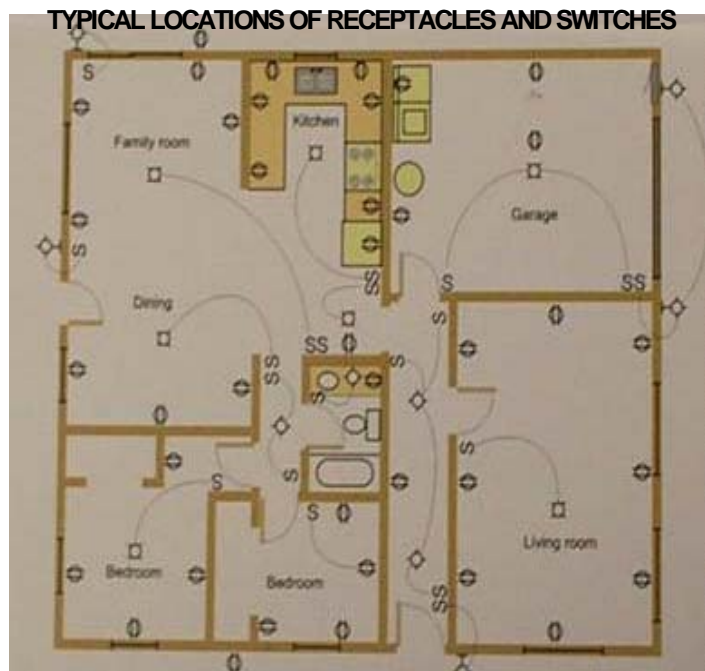 TYPICAL LOCATIONS OF RECEPTACLES AND SWITCHES
S
Kitchen
Family room
Garage
S
SS
S
SS
Dining
S
SS
S
SS
S
S
S
S
S
Living room
Bedroom
Bedroom
SS